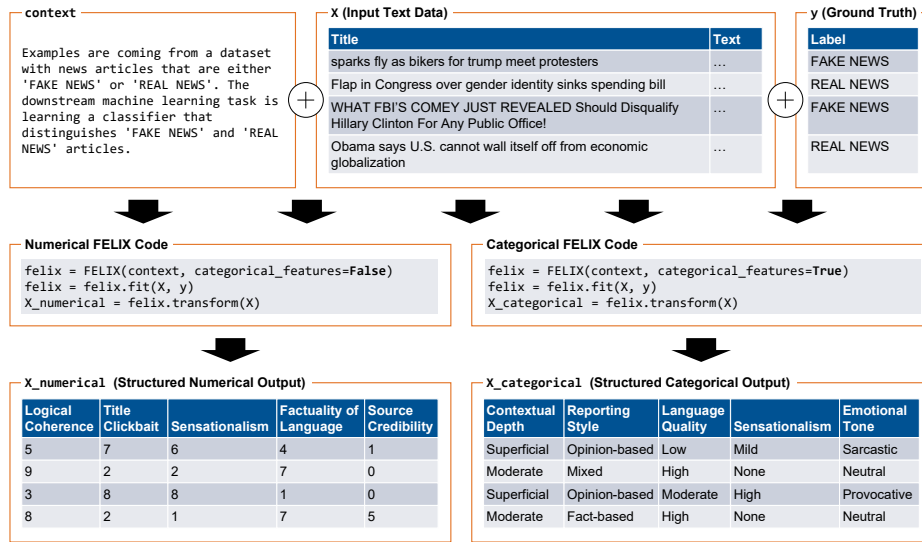 context
Examples are coming from a dataset
with news articles that are either
'FAKE NEWS' or 'REAL NEWS'. The
downstream machine learning task is
learning a classifier that
distinguishes 'FAKE NEWS' and 'REAL
NEWS' articles.
X (Input Text Data)
Title Text
sparks fly as bikers for trump meet protesters …
Flap in Congress over gender identity sinks spending bill …
WHAT FBI'S COMEY JUST REVEALED Should Disqualify …
Hillary Clinton For Any Public Office!
Obama says U.S. cannot wall itself off from economic …
globalization
y (Ground Truth)
Label
FAKE NEWS
REAL NEWS
FAKE NEWS
REAL NEWS
Numerical FELIX Code
felix = FELIX(context, categorical_features=False)
felix = felix.fit(X, y)
X_numerical = felix.transform(X)
Categorical FELIX Code
felix = FELIX(context, categorical_features=True)
felix = felix.fit(X, y)
X_categorical = felix.transform(X)
X_numerical (Structured Numerical Output)
Logical Title Factuality of Source
Coherence Clickbait Sensationalism Language Credibility
5 7 6 4 1
9 2 2 7 0
3 8 8 1 0
8 2 1 7 5
X_categorical (Structured Categorical Output)
Contextual Reporting Language Emotional
Depth Style Quality Sensationalism Tone
Superficial Opinion-based Low Mild Sarcastic
Moderate Mixed High None Neutral
Superficial Opinion-based Moderate High Provocative
Moderate Fact-based High None Neutral